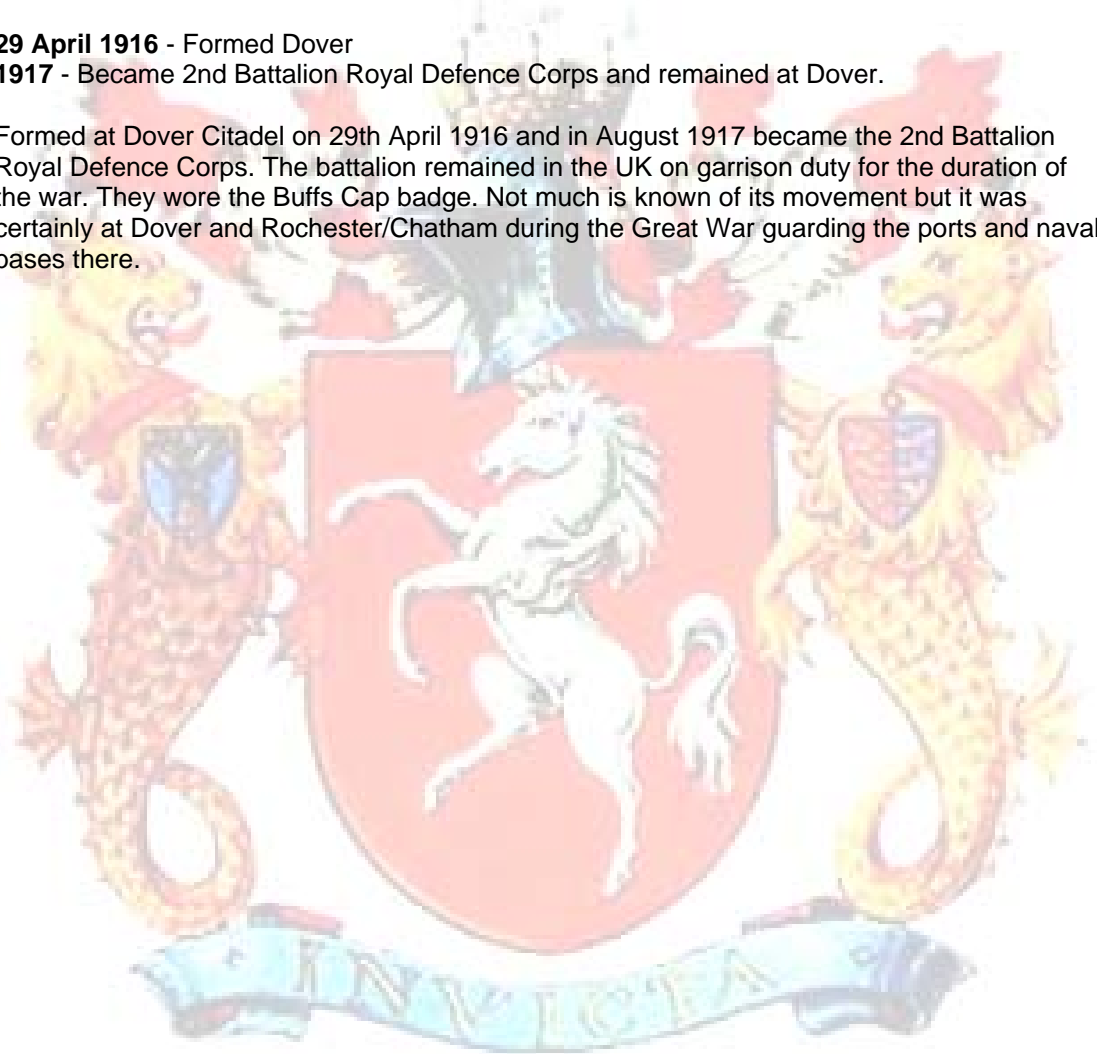 29 April 1916 - Formed Dover
1917 - Became 2nd Battalion Royal Defence Corps and remained at Dover.
Formed at Dover Citadel on 29th April 1916 and in August 1917 became the 2nd Battalion
Royal Defence Corps. The battalion remained in the UK on garrison duty for the duration of
the war. They wore the Buffs Cap badge. Not much is known of its movement but it was
certainly at Dover and Rochester/Chatham during the Great War guarding the ports and naval
bases there.
INVICTA